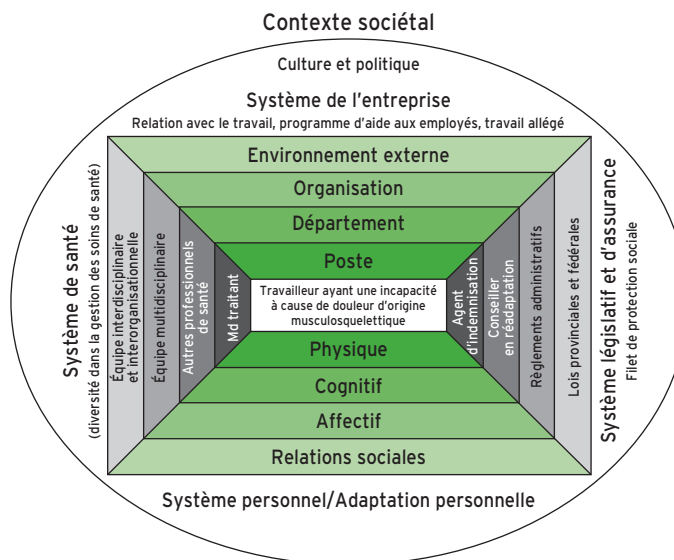 Contexte sociétal
Culture et politique
Système de l'entreprise
Relation avec le travail, programme d'aide aux employés, travail allégé
Environnement externe
Organisation
Département
Poste
Système de santé
(diversité dans la gestion des soins de santé)
Équipe interdisciplinaire
et interorganisationnelle
Équipe multidisciplinaire
Autres professionnels
de santé
Md traitant
Travailleur ayant une incapacité
à cause de douleur d'origine
musculosquelettique
Agent
d'indemnisation
Conseiller
en réadaptation
Règlements administratifs
Lois provinciales et fédérales
Système législatif et d'assurance
Filet de protection sociale
Physique
Cognitif
Affectif
Relations sociales
Système personnel/Adaptation personnelle